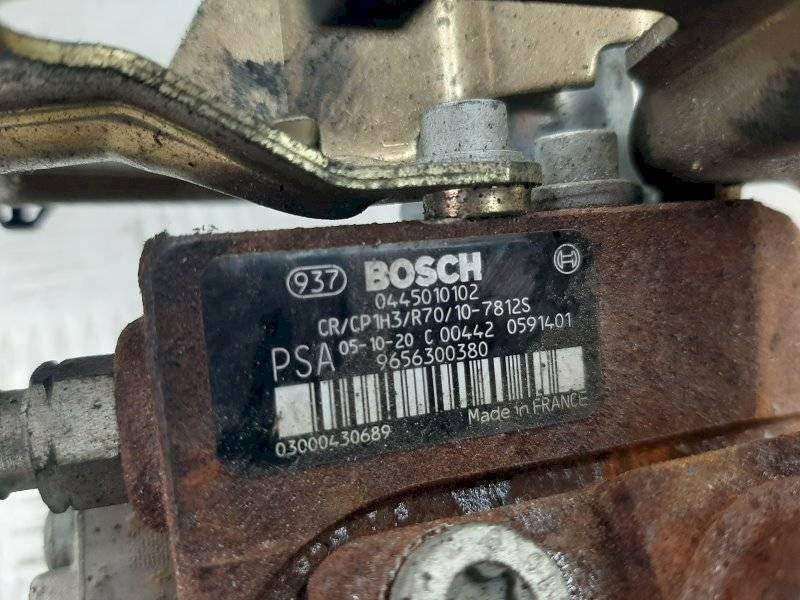 937 BOSCH
0445010102
CR/CP1H3/R70/10-7812S
PSA 05-10-20 C 00442 0591401
9656300380
Made in FRANCE
03000430689